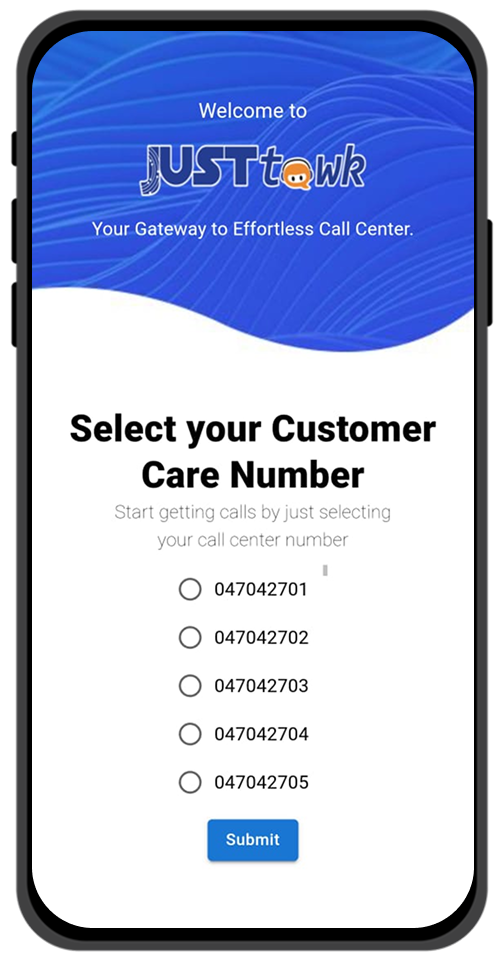 Welcome to
JUSTtawk
Your Gateway to Effortless Call Center.
Select your Customer
Care Number
Start getting calls by just selecting
your call center number
047042701
047042702
047042703
047042704
047042705
Submit